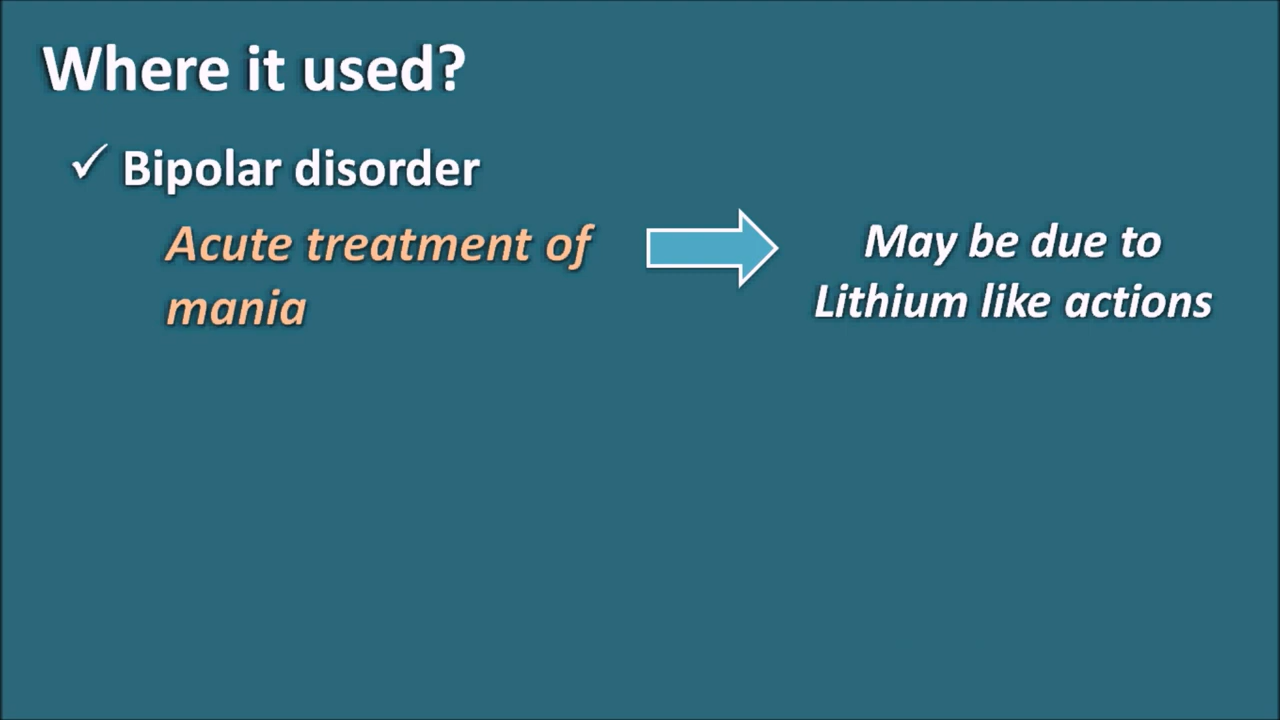 Where it used?
✓ Bipolar disorder
Acute treatment of
mania
May be due to
Lithium like actions